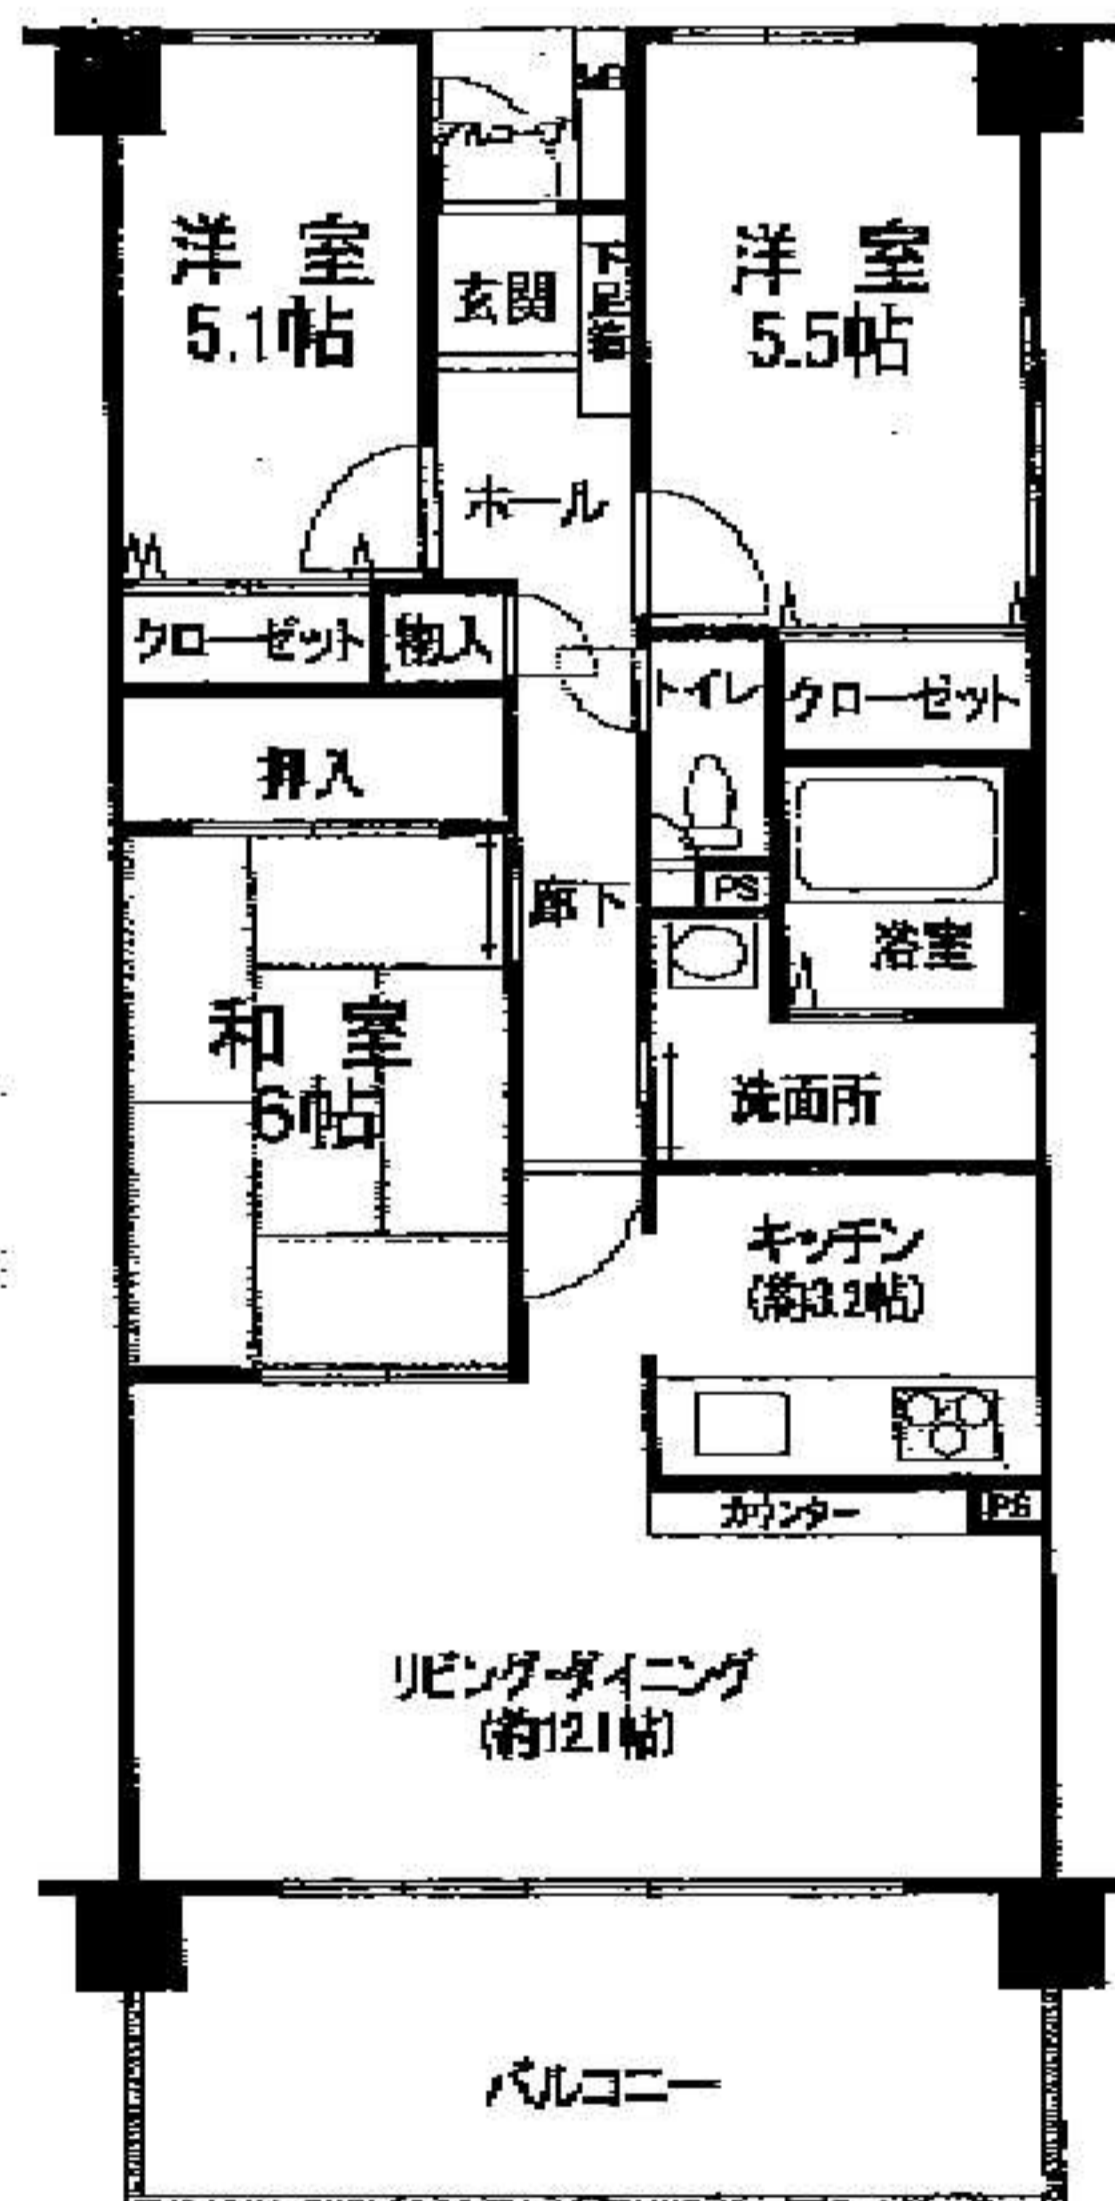 MB
アルコーブ
洋 室
5.1帖
玄関
下足箱
洋 室
5.5帖
ホール
クローゼット
物入
トイレ
クローゼット
押入
PS
廊下
浴室
和 室
6帖
洗面所
キッチン
(約3.2帖)
カウンター
PS
リビング・ダイニング
(約12.1帖)
バルコニー